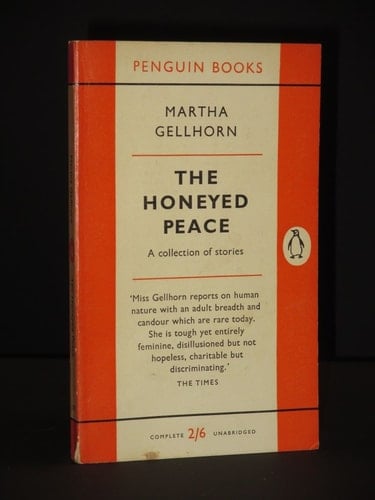 PENGUIN BOOKS
MARTHA
GELLHORN
THE
HONEYED
PEACE
A collection of stories
'Miss Gellhorn reports on human
nature with an adult breadth and
candour which are rare today.
She is tough yet entirely
feminine, disillusioned but not
hopeless, charitable but
discriminating.'
THE TIMES
COMPLETE 2/6 UNABRIDGED